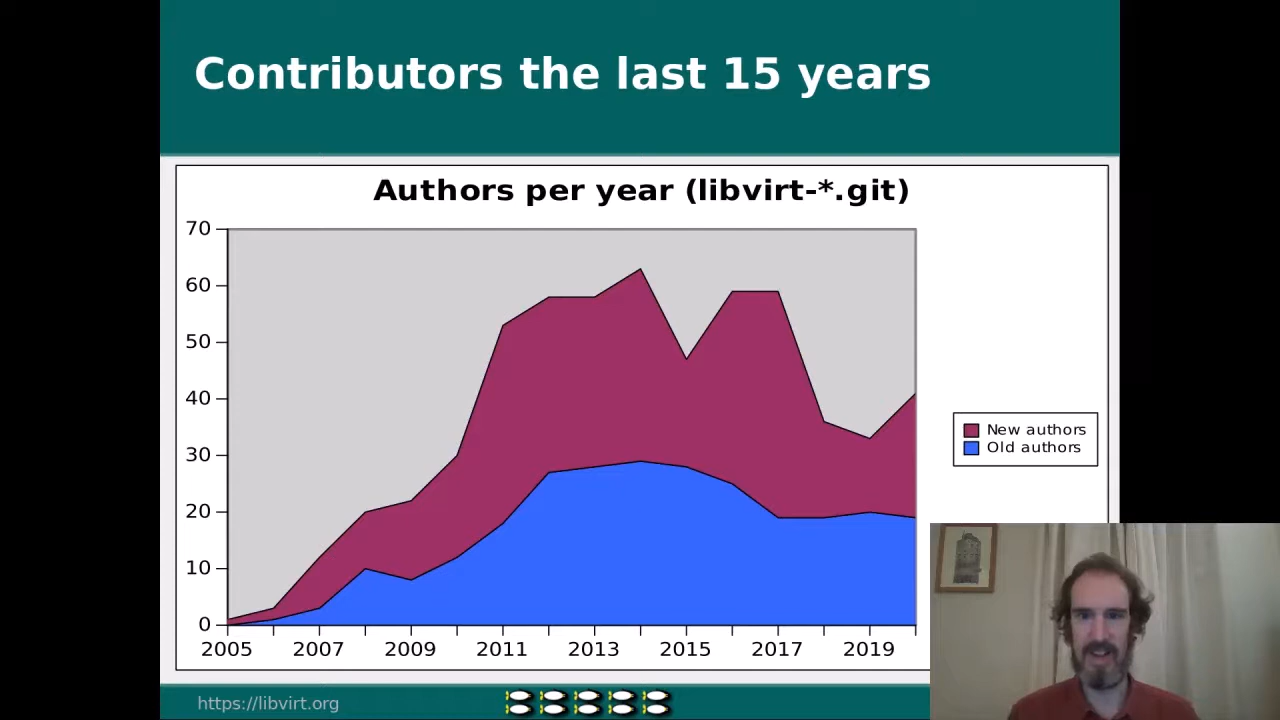 Contributors the last 15 years
Authors per year (libvirt-*.git)
70
60
50
40
30
20
10
0
2005 2007 2009 2011 2013 2015 2017 2019
New authors
Old authors
https://libvirt.org